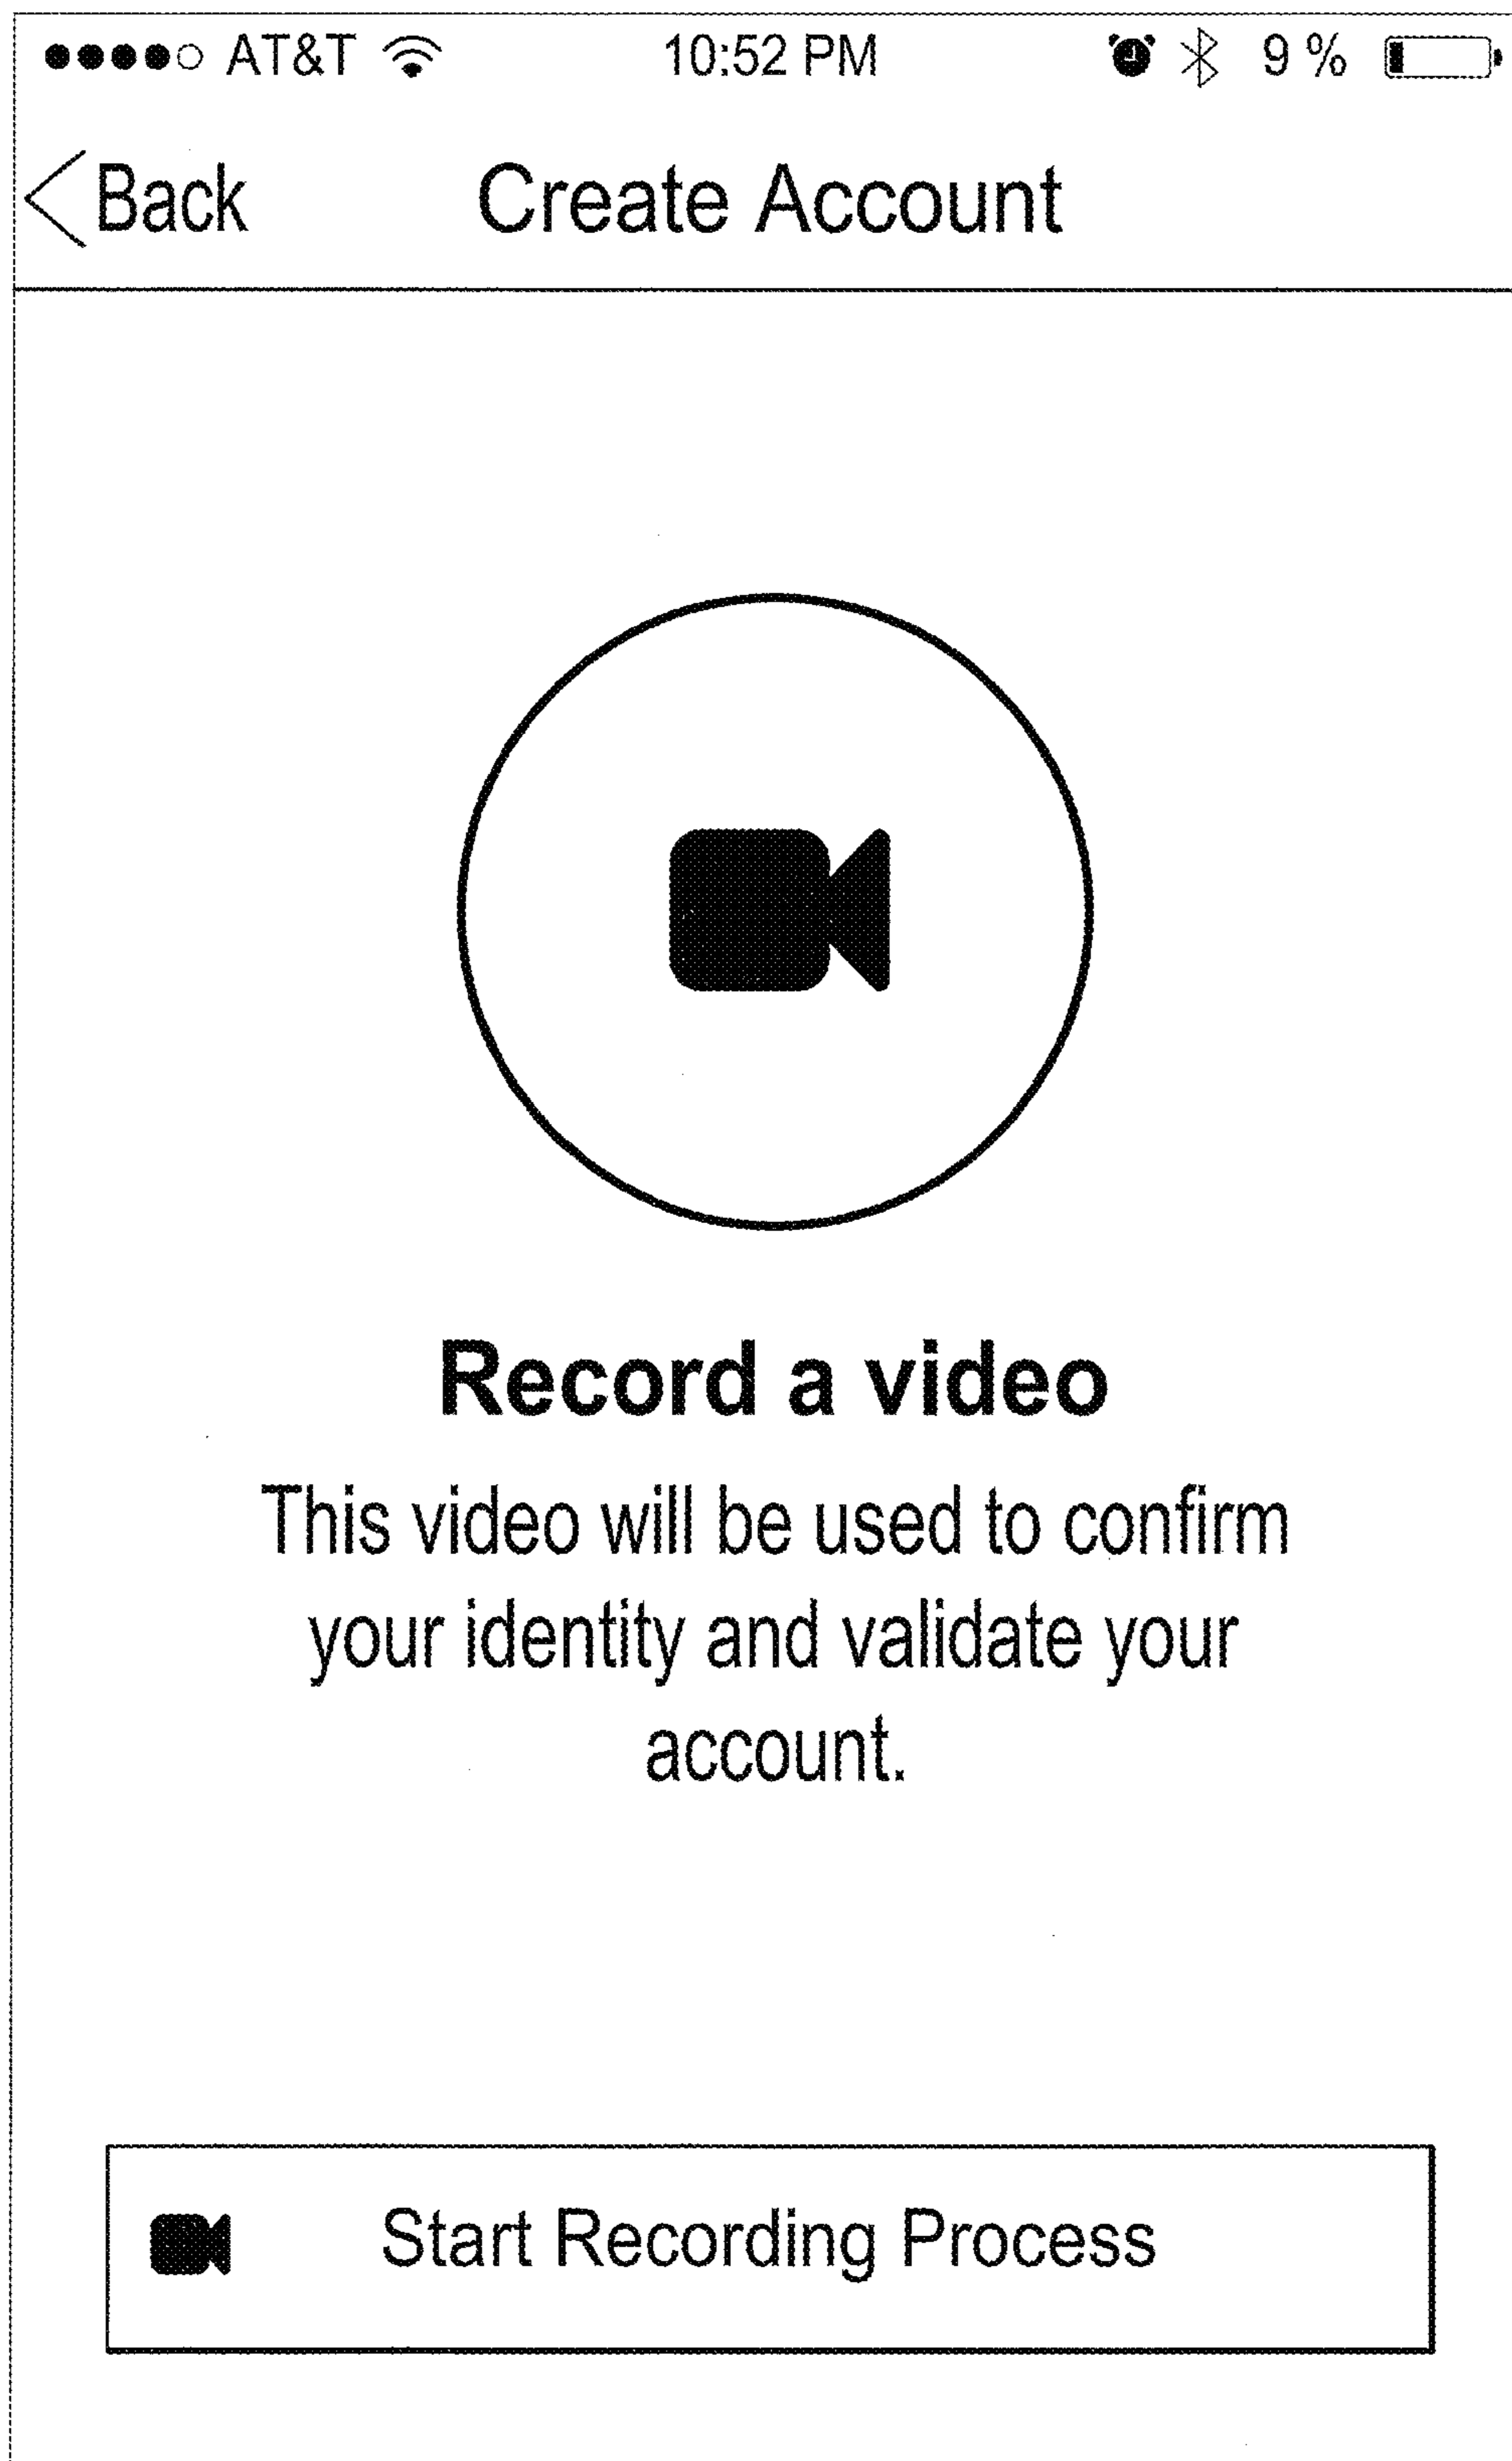 AT&T 10:52 PM 9 %
Back Create Account
Record a video
This video will be used to confirm
your identity and validate your
account.
Start Recording Process